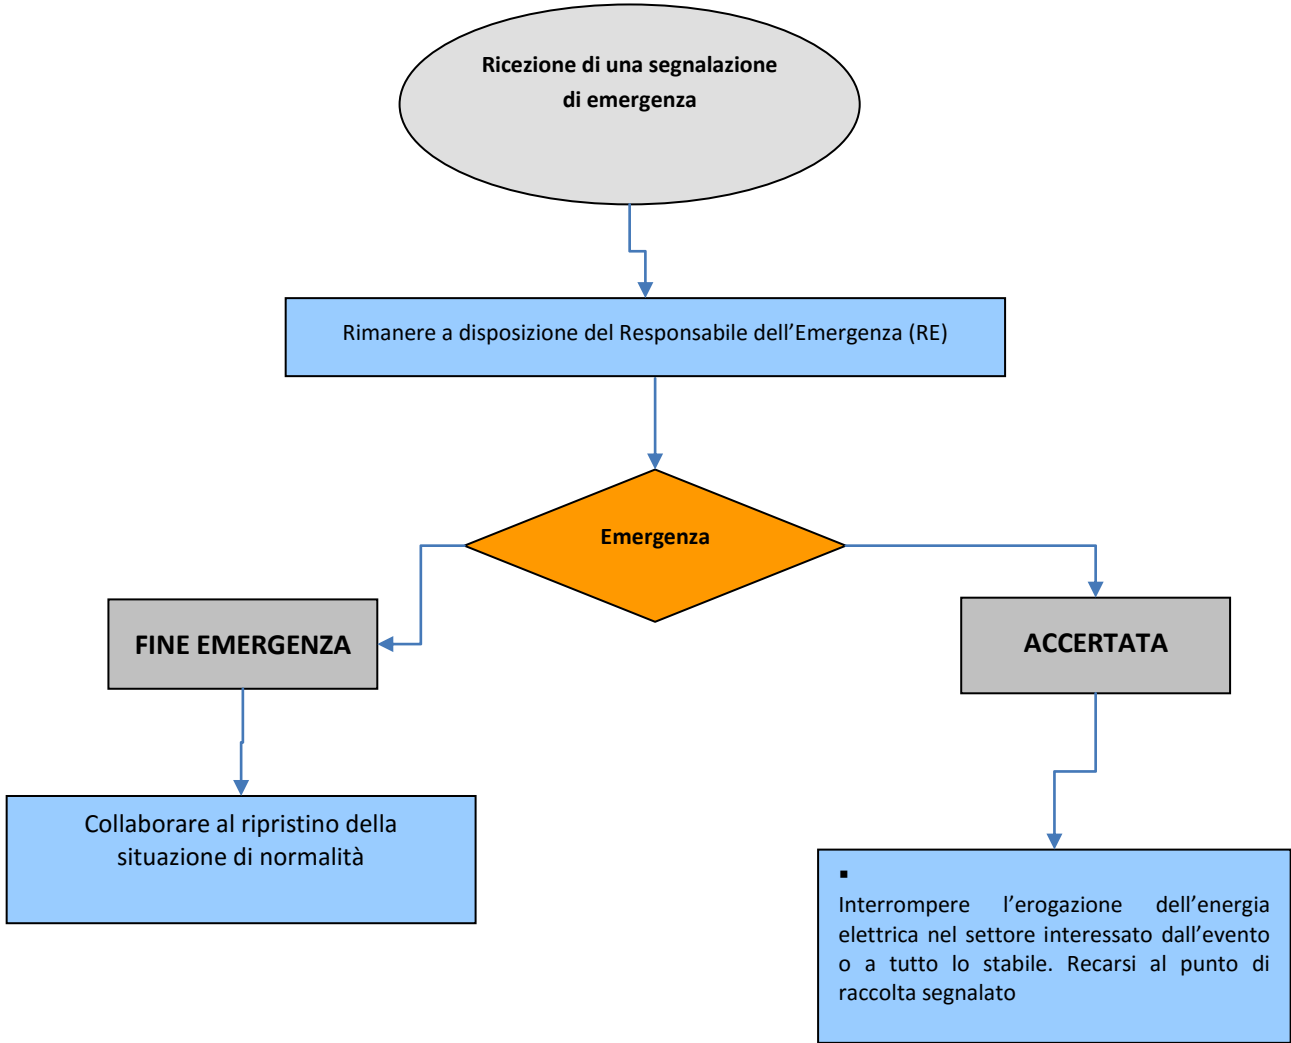 Ricezione di una segnalazione
di emergenza
Rimanere a disposizione del Responsabile dell’Emergenza (RE)
Emergenza
FINE EMERGENZA
ACCERTATA
Collaborare al ripristino della
situazione di normalità
▪
Interrompere l’erogazione dell’energia
elettrica nel settore interessato dall’evento
o a tutto lo stabile. Recarsi al punto di
raccolta segnalato